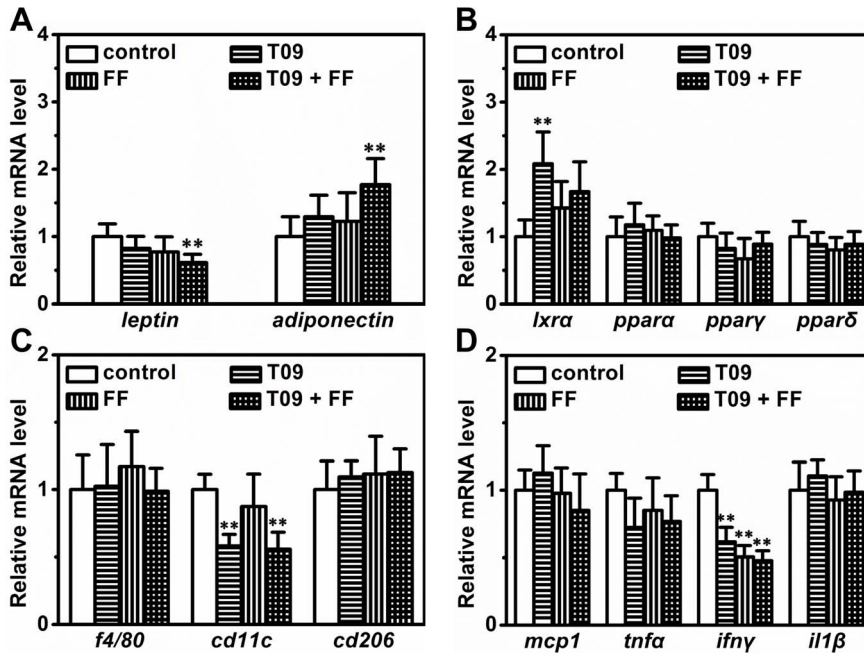 A
Relative mRNA level
4
3
2
1
0
control
T09
FF
T09 + FF
**
**
leptin
adiponectin
B
Relative mRNA level
4
3
2
1
0
control
T09
FF
T09 + FF
**
lxrα
pparα
pparγ
pparδ
C
Relative mRNA level
2
1
0
control
T09
FF
T09 + FF
**
**
f4/80
cd11c
cd206
D
Relative mRNA level
2
1
0
control
T09
FF
T09 + FF
**
**
**
mcp1
tnfα
ifnγ
il1β